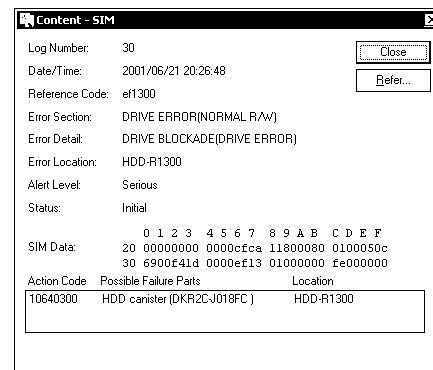 Content - SIM
Log Number: 30
Close
Date/Time: 2001/06/21 20:26:48
Refer...
Reference Code: ef1300
Error Section: DRIVE ERROR(NORMAL R/W)
Error Detail: DRIVE BLOCKADE(DRIVE ERROR)
Error Location: HDD-R1300
Alert Level: Serious
Status: Initial
0 1 2 3 4 5 6 7 8 9 A B C D E F
SIM Data: 20 00000000 0000cfca 11800080 0100050c
30 6900f41d 0000ef13 01000000 fe000000
Action Code Possible Failure Parts Location
10640300 HDD canister (DKR2C-J018FC ) HDD-R1300